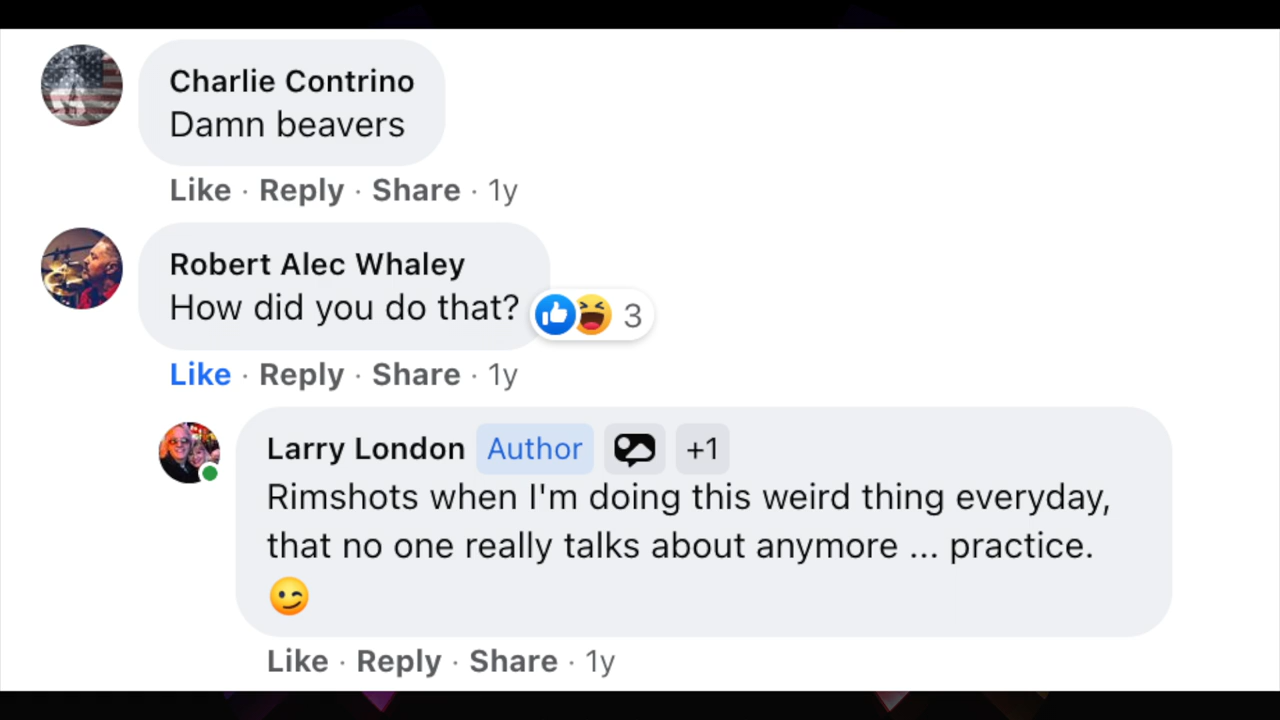 Charlie Contrino
Damn beavers
Like · Reply · Share · 1y
Robert Alec Whaley
How did you do that?
3
Like · Reply · Share · 1y
Larry London Author +1
Rimshots when I'm doing this weird thing everyday,
that no one really talks about anymore ... practice.
😉
Like · Reply · Share · 1y